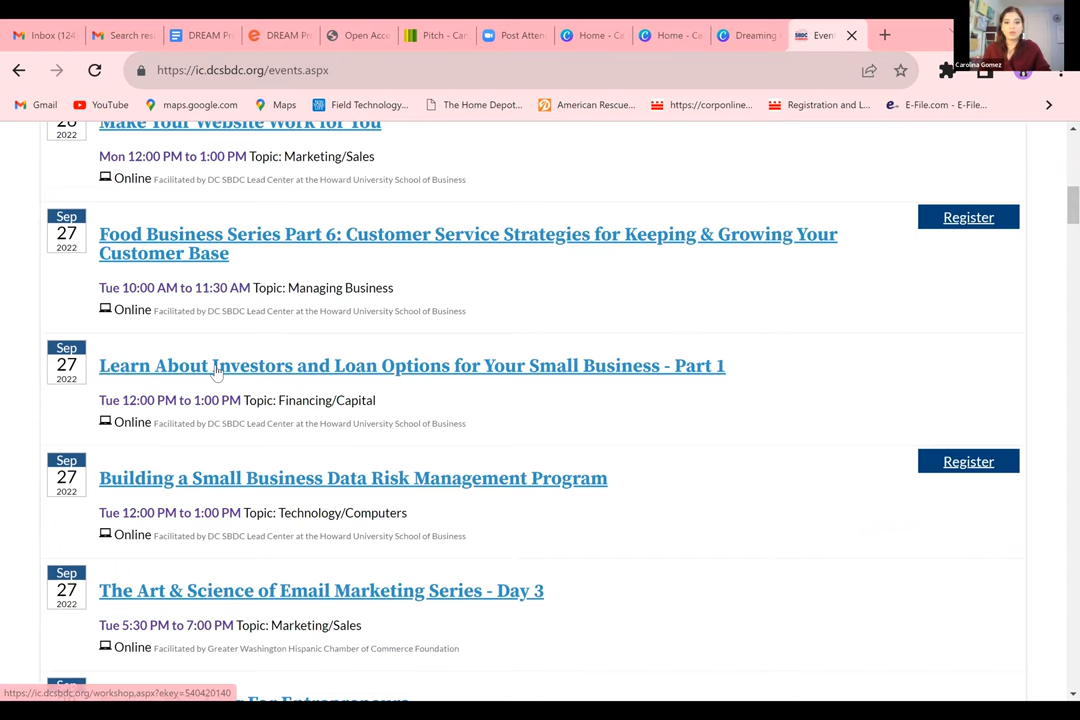 Inbox (124
Search res
DREAM Pr
DREAM Pr
Open Acce
Pitch - Can
Post Atten
Home - Ca
Home - Ca
Dreaming
SBDC
Even
https://ic.dcsbdc.org/events.aspx
Carolina Gomez
Gmail
YouTube
maps.google.com
Maps
Field Technology...
The Home Depot...
American Rescue...
https://corponline...
Registration and L...
E-File.com - E-File...
2022
Make Your Website Work for You
Mon 12:00 PM to 1:00 PM Topic: Marketing/Sales
Online Facilitated by DC SBDC Lead Center at the Howard University School of Business
Sep
27
2022
Food Business Series Part 6: Customer Service Strategies for Keeping & Growing Your
Customer Base
Register
Tue 10:00 AM to 11:30 AM Topic: Managing Business
Online Facilitated by DC SBDC Lead Center at the Howard University School of Business
Sep
27
2022
Learn About Investors and Loan Options for Your Small Business - Part 1
Tue 12:00 PM to 1:00 PM Topic: Financing/Capital
Online Facilitated by DC SBDC Lead Center at the Howard University School of Business
Sep
27
2022
Building a Small Business Data Risk Management Program
Register
Tue 12:00 PM to 1:00 PM Topic: Technology/Computers
Online Facilitated by DC SBDC Lead Center at the Howard University School of Business
Sep
27
2022
The Art & Science of Email Marketing Series - Day 3
Tue 5:30 PM to 7:00 PM Topic: Marketing/Sales
Online Facilitated by Greater Washington Hispanic Chamber of Commerce Foundation
For Entrepreneurs
https://ic.dcsbdc.org/workshop.aspx?ekey=540420140